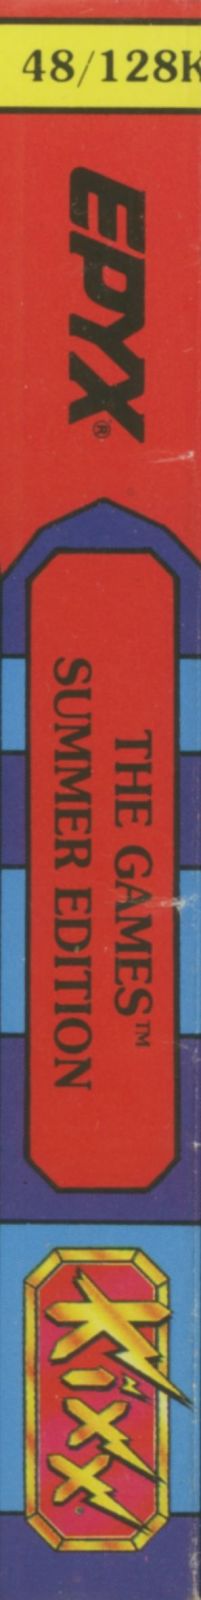 48/128K
EPYX®
THE GAMES™
SUMMER EDITION
Kixx